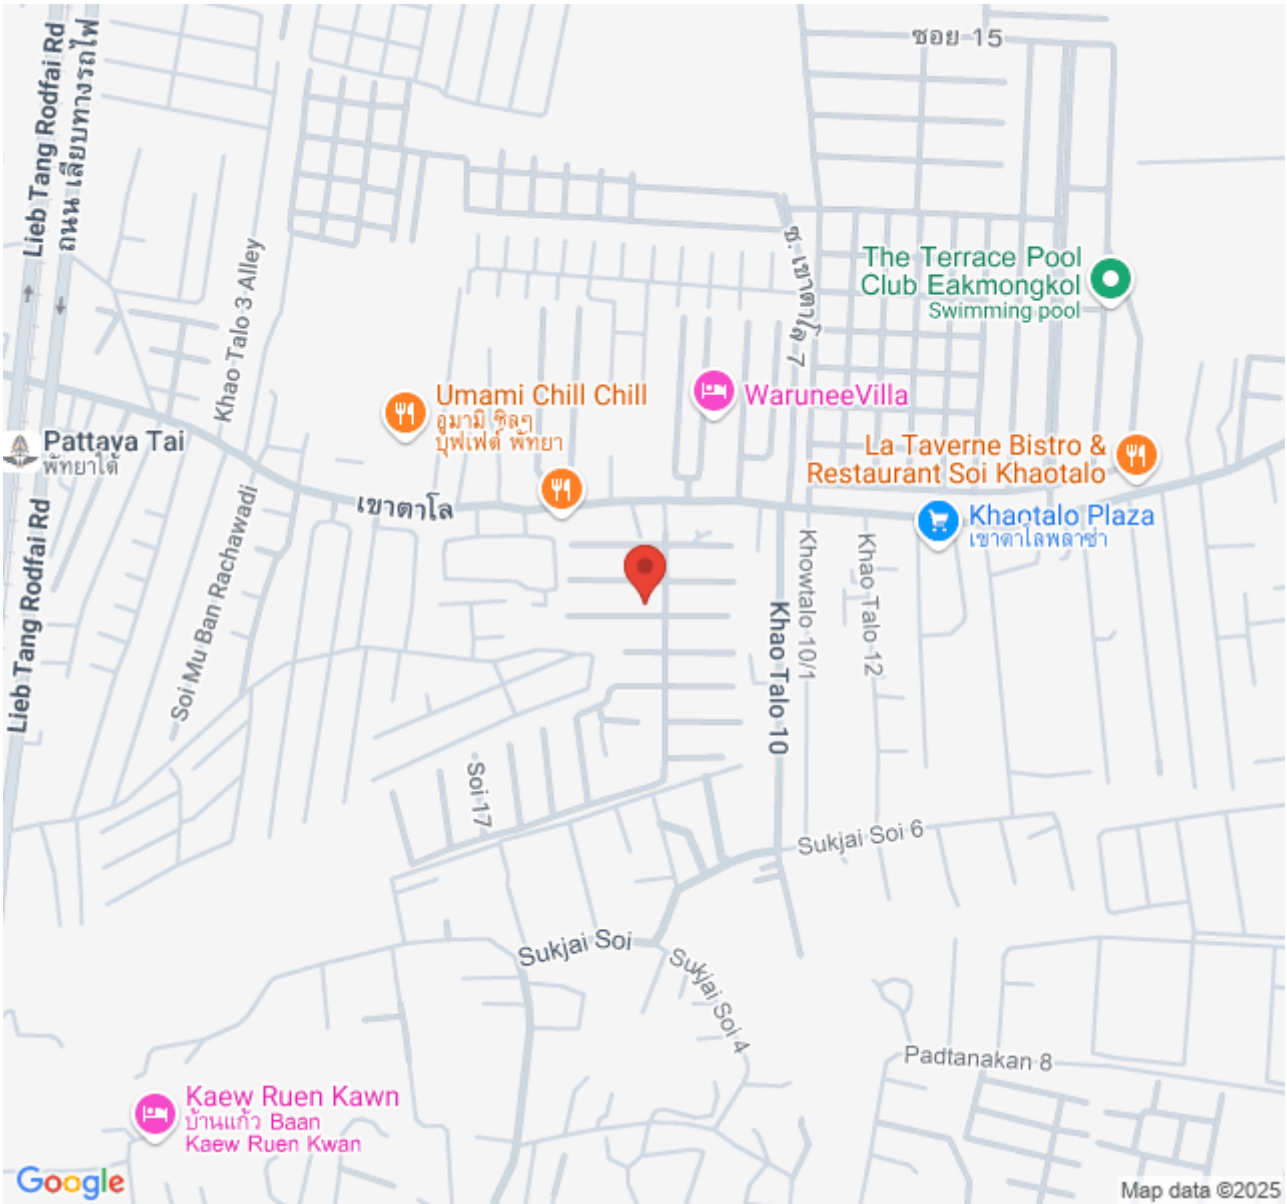 ซอย 15
Lieb Tang Rodfai Rd
ถนน เลียบทางรถไฟ
Khao Talo 3 Alley
ซ. เขาตาโล 7
The Terrace Pool
Club Eakmongkol
Swimming pool
Umami Chill Chill
อูมามิ ชิลๆ
บุฟเฟ่ต์ พัทยา
WaruneeVilla
Pattaya Tai
พัทยาใต้
La Taverne Bistro &
Restaurant Soi Khaotalo
เขาตาโล
Khaotalo Plaza
เขาตาโลพลาซ่า
Soi Mu Ban Rachawadi
Lieb Tang Rodfai Rd
Khowtalo 10/1
Khao Talo 12
Khao Talo 10
Soi 17
Sukjai Soi 6
Sukjai Soi
Sukjai Soi 4
Padtanakan 8
Kaew Ruen Kawn
บ้านแก้ว Baan
Kaew Ruen Kwan
Google
Map data ©2025